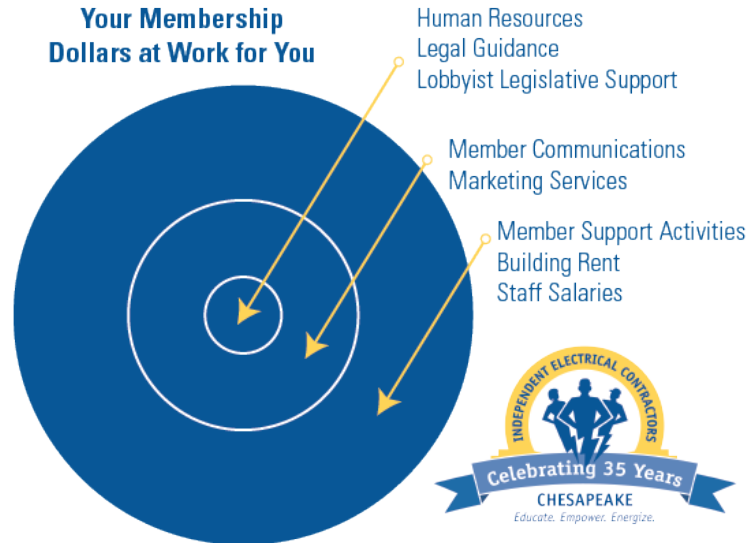 Your Membership
Dollars at Work for You
Human Resources
Legal Guidance
Lobbyist Legislative Support
Member Communications
Marketing Services
Member Support Activities
Building Rent
Staff Salaries
INDEPENDENT ELECTRICAL CONTRACTORS
Celebrating 35 Years
CHESAPEAKE
Educate. Empower. Energize.